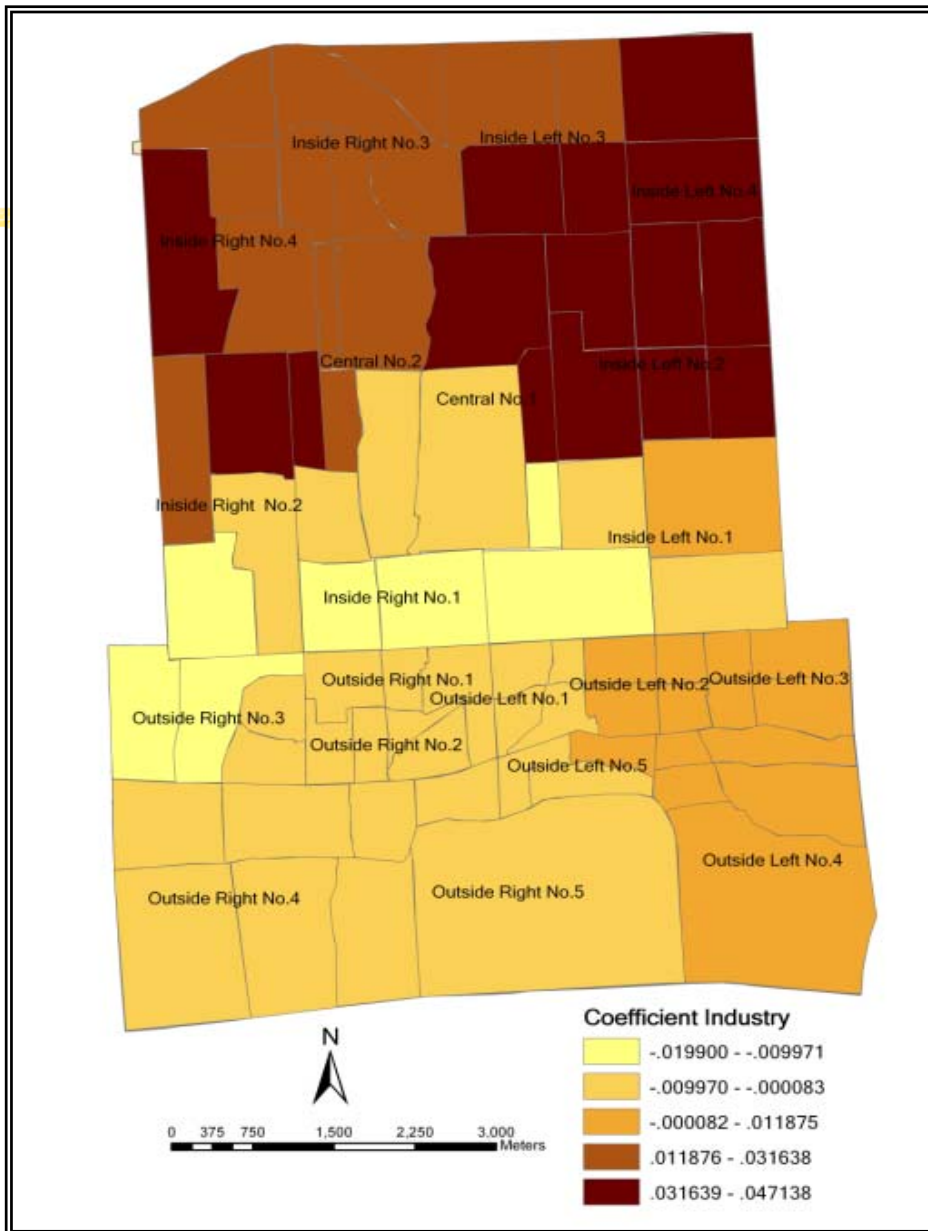 Inside Right No.3
Inside Left No.3
Inside Left No.4
Inside Right No.4
Central No.2
Inside Left No.2
Central No.1
Iniside Right No.2
Inside Left No.1
Inside Right No.1
Outside Right No.1
Outside Left No.2
Outside Left No.3
Outside Left No.1
Outside Right No.3
Outside Right No.2
Outside Left No.5
Outside Left No.4
Outside Right No.4
Outside Right No.5
Coefficient Industry
-.019900 - -.009971
-.009970 - -.000083
-.000082 - .011875
.011876 - .031638
.031639 - .047138
N
0 375 750 1,500 2,250 3,000
Meters